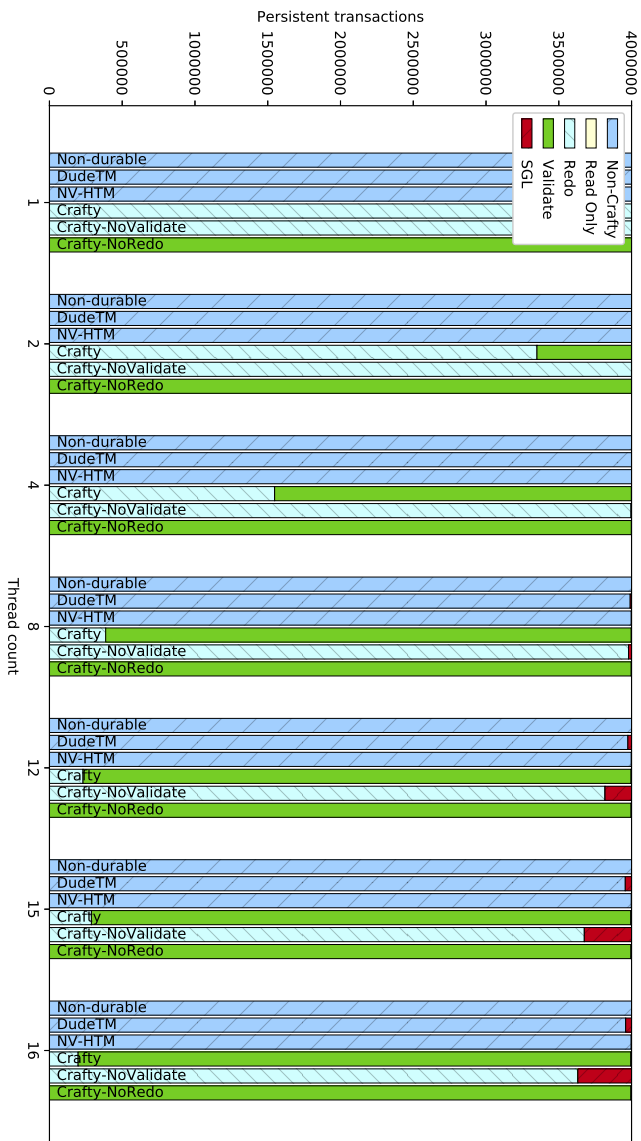 Persistent transactions
4000000
3500000
3000000
2500000
2000000
1500000
1000000
500000
0
Non-Crafty
Read Only
Redo
Validate
SGL
Non-durable
DudeTM
NV-HTM
Crafty
Crafty-NoValidate
Crafty-NoRedo
Non-durable
DudeTM
NV-HTM
Crafty
Crafty-NoValidate
Crafty-NoRedo
Non-durable
DudeTM
NV-HTM
Crafty
Crafty-NoValidate
Crafty-NoRedo
Non-durable
DudeTM
NV-HTM
Crafty
Crafty-NoValidate
Crafty-NoRedo
Non-durable
DudeTM
NV-HTM
Crafty
Crafty-NoValidate
Crafty-NoRedo
Non-durable
DudeTM
NV-HTM
Crafty
Crafty-NoValidate
Crafty-NoRedo
Non-durable
DudeTM
NV-HTM
Crafty
Crafty-NoValidate
Crafty-NoRedo
1
2
4
8
12
15
16
Thread count